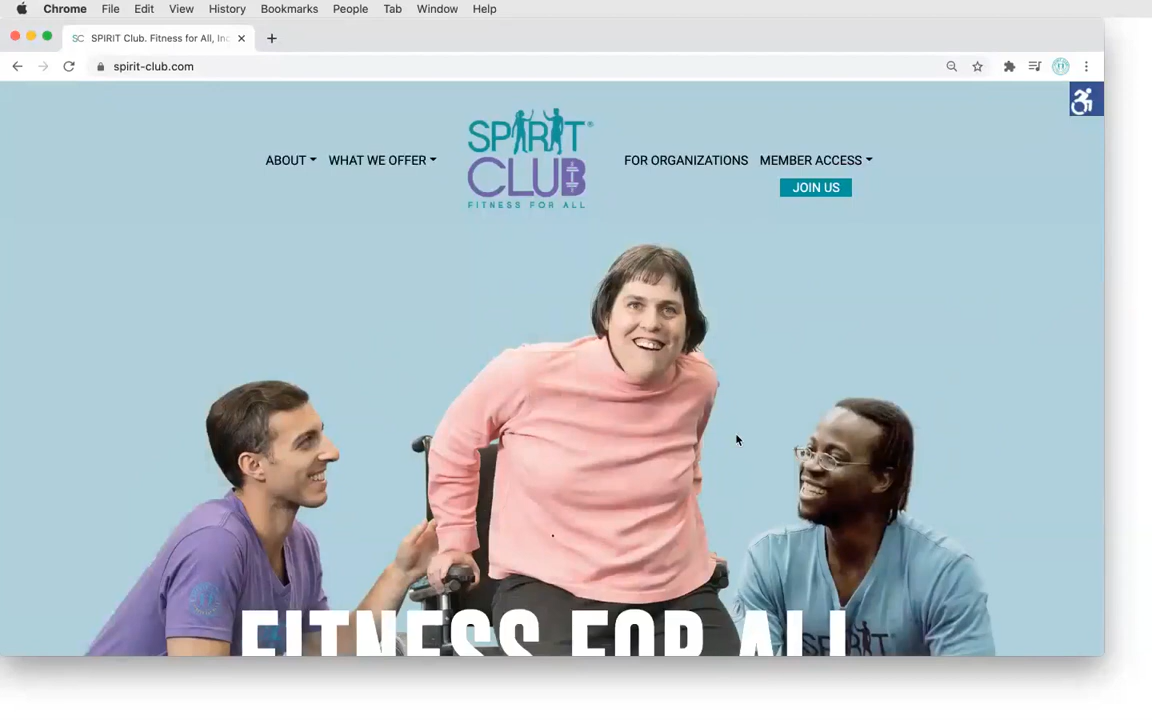 Chrome File Edit View History Bookmarks People Tab Window Help
SC SPIRIT Club. Fitness for All, Inc
spirit-club.com
ABOUT WHAT WE OFFER
SPIRIT®
CLUB
FITNESS FOR ALL
FOR ORGANIZATIONS MEMBER ACCESS
JOIN US
SPIRIT
FITNESS FOR ALL